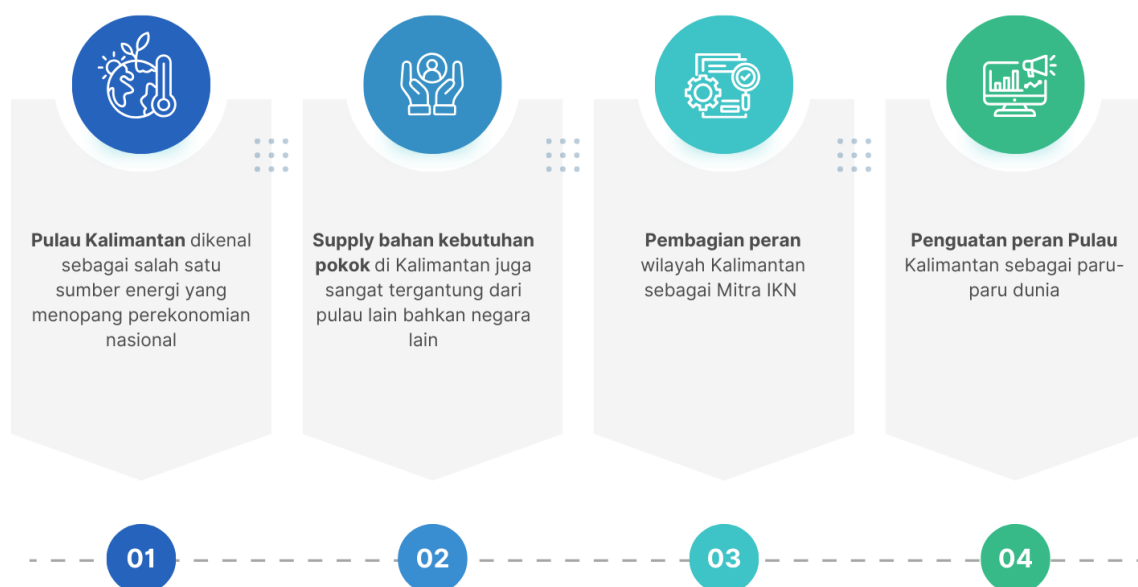 Pulau Kalimantan dikenal
sebagai salah satu
sumber energi yang
menopang perekonomian
nasional
Supply bahan kebutuhan
pokok di Kalimantan juga
sangat tergantung dari
pulau lain bahkan negara
lain
Pembagian peran
wilayah Kalimantan
sebagai Mitra IKN
Penguatan peran Pulau
Kalimantan sebagai paru-
paru dunia
01
02
03
04